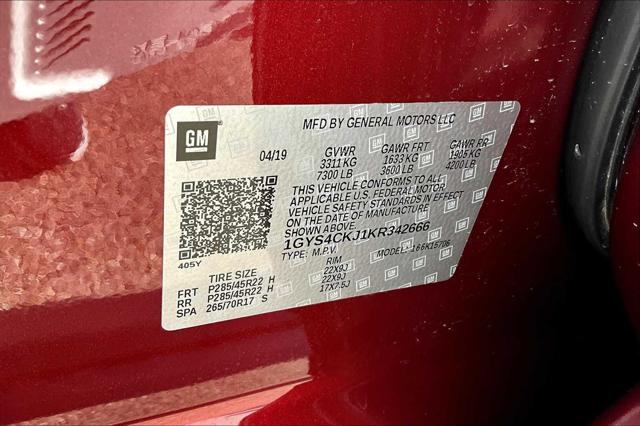 MFD BY GENERAL MOTORS LLC
GM
04/19 GVWR GAWR FRT GAWR RR
3311 KG 1633 KG 1905 KG
7300 LB 3600 LB 4200 LB
THIS VEHICLE CONFORMS TO ALL
APPLICABLE U.S. FEDERAL MOTOR
VEHICLE SAFETY STANDARDS IN EFFECT
ON THE DATE OF MANUFACTURE
SHOWN ABOVE.
1GYS4CKJ1KR342666
TYPE: M.P.V. MODEL: 166K15706
405Y
TIRE SIZE RIM
FRT P285/45R22 H 22X9J
RR P285/45R22 H 22X9J
SPA 265/70R17 S 17X7.5J